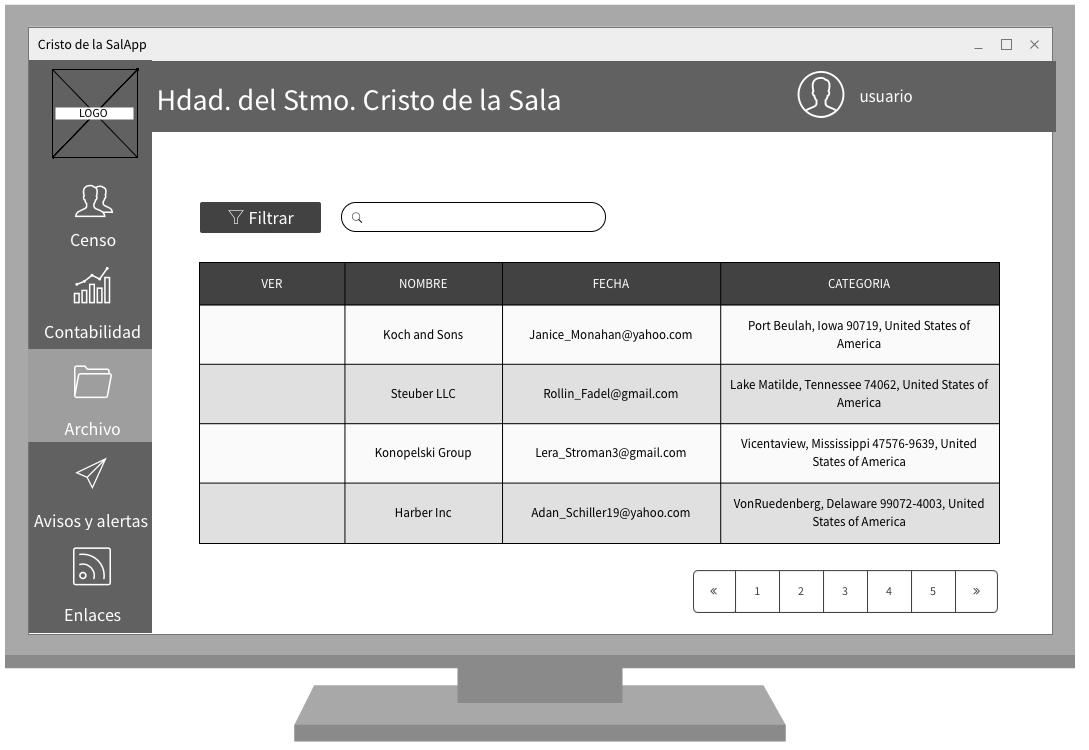 Cristo de la SalApp
LOGO
Hdad. del Stmo. Cristo de la Sala
usuario
Censo
Contabilidad
Archivo
Avisos y alertas
Enlaces
Filtrar
VER NOMBRE FECHA CATEGORIA
Koch and Sons Janice_Monahan@yahoo.com Port Beulah, Iowa 90719, United States of
America
Steuber LLC Rollin_Fadel@gmail.com Lake Matilde, Tennessee 74062, United States of
America
Konopelski Group Lera_Stroman3@gmail.com Vicentaview, Mississippi 47576-9639, United
States of America
Harber Inc Adan_Schiller19@yahoo.com VonRuedenberg, Delaware 99072-4003, United
States of America
« 1 2 3 4 5 »